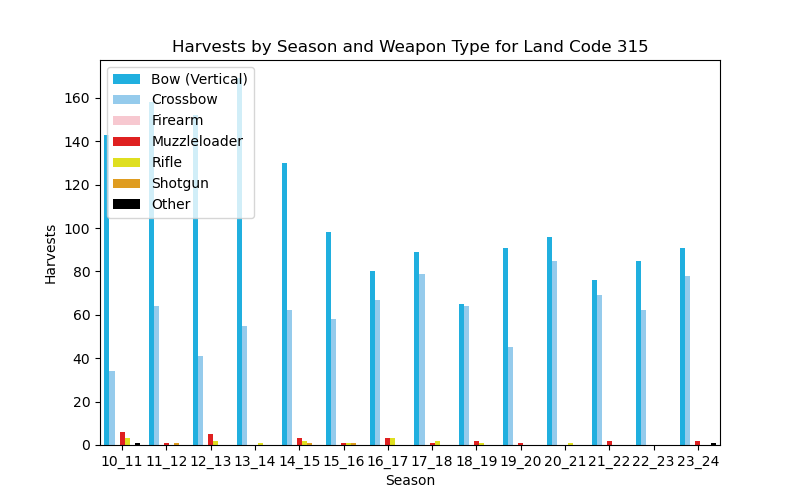 Harvests by Season and Weapon Type for Land Code 315
Bow (Vertical)
Crossbow
Firearm
Muzzleloader
Rifle
Shotgun
Other
Harvests
160
140
120
100
80
60
40
20
0
10_11 11_12 12_13 13_14 14_15 15_16 16_17 17_18 18_19 19_20 20_21 21_22 22_23 23_24
Season